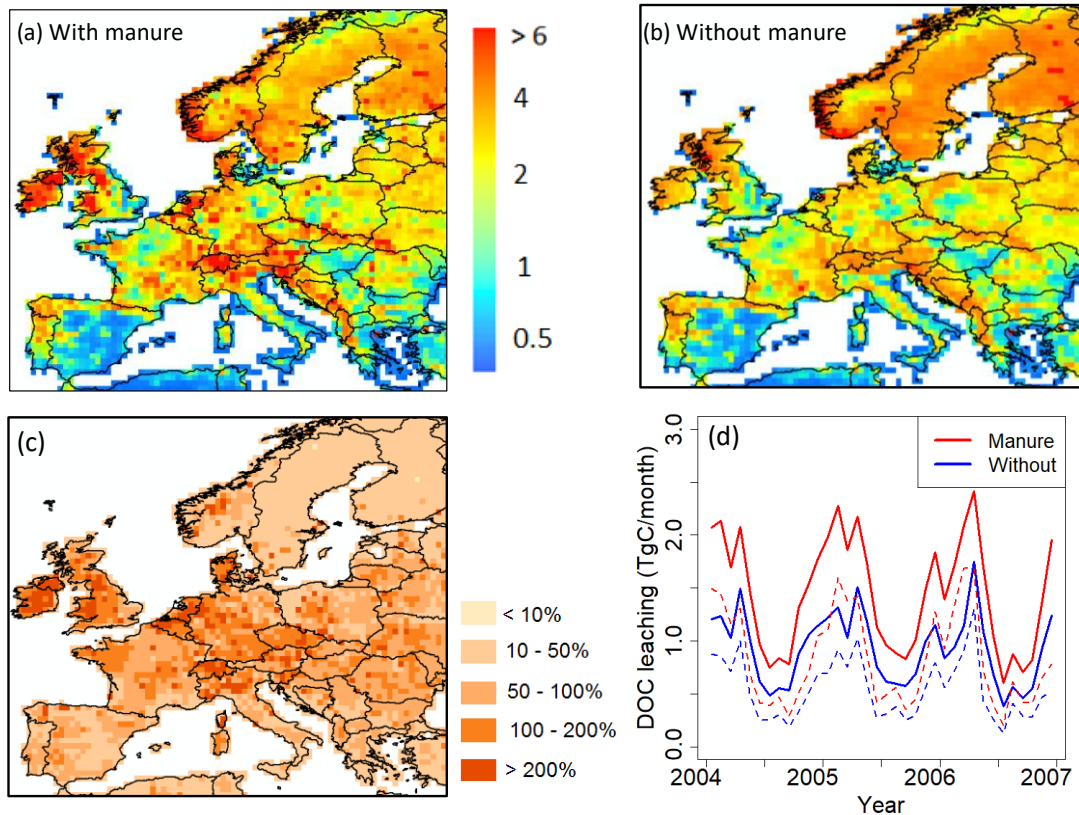 (a) With manure
> 6
4
2
1
0.5
(b) Without manure
(c)
< 10%
10 - 50%
50 - 100%
100 - 200%
> 200%
(d)
Manure
Without
DOC leaching (TgC/month)
3.0
2.0
1.0
0.0
2004 2005 2006 2007
Year